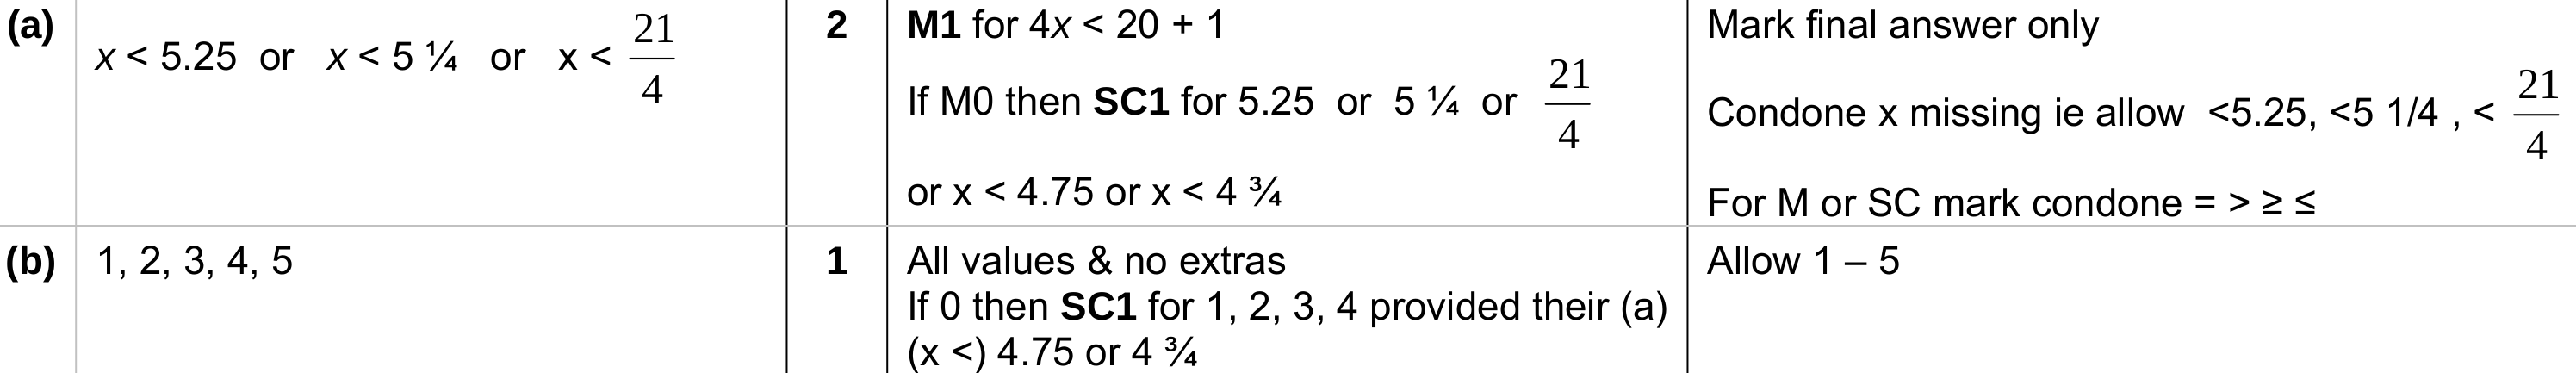 (a) x < 5.25 or x < 5 ¼ or x < 21/4 2 M1 for 4x < 20 + 1 Mark final answer only
If M0 then SC1 for 5.25 or 5 ¼ or 21/4 Condone x missing ie allow <5.25, <5 1/4 , < 21/4
or x < 4.75 or x < 4 ¾ For M or SC mark condone = > ≥ ≤
(b) 1, 2, 3, 4, 5 1 All values & no extras Allow 1 – 5
If 0 then SC1 for 1, 2, 3, 4 provided their (a)
(x <) 4.75 or 4 ¾